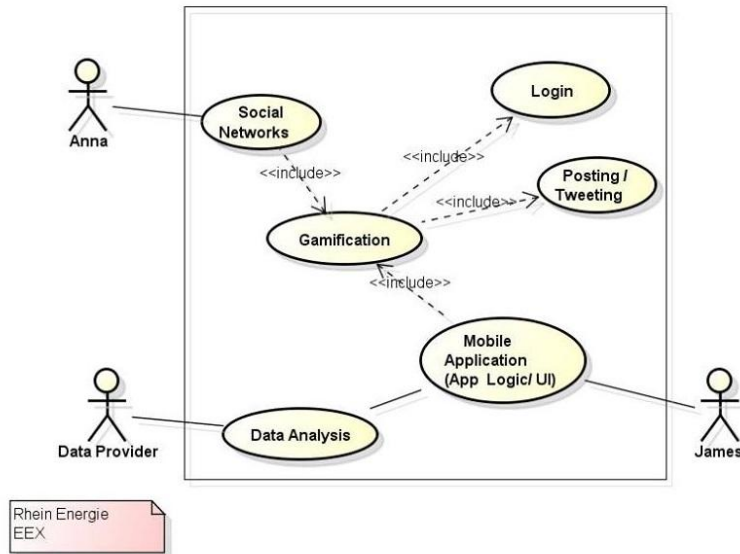 Anna
Social
Networks
Login
<<include>>
<<include>>
Posting /
Tweeting
<<include>>
Gamification
<<include>>
Mobile
Application
(App Logic/ UI)
Data Provider
Data Analysis
James
Rhein Energie
EEX